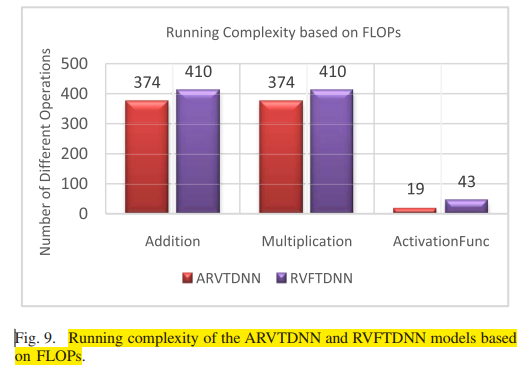 Running Complexity based on FLOPs
Number of Different Operations
500
400
300
200
100
0
374
410
374
410
19
43
Addition
Multiplication
ActivationFunc
ARVTDNN
RVFTDNN
Fig. 9. Running complexity of the ARVTDNN and RVFTDNN models based
on FLOPs.